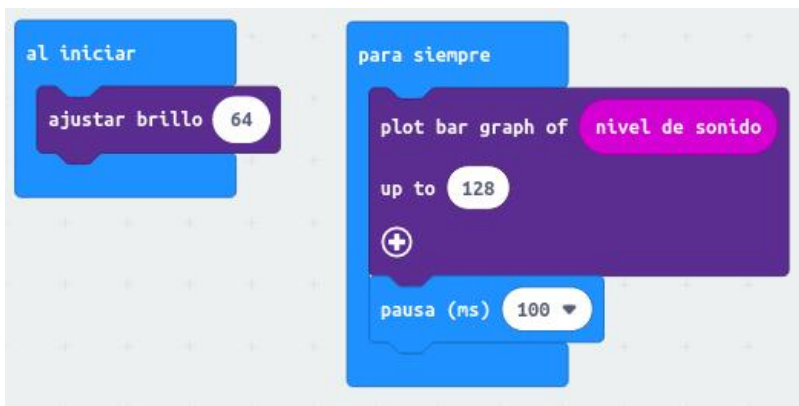 al iniciar
ajustar brillo 64
para siempre
plot bar graph of nivel de sonido
up to 128
pausa (ms) 100